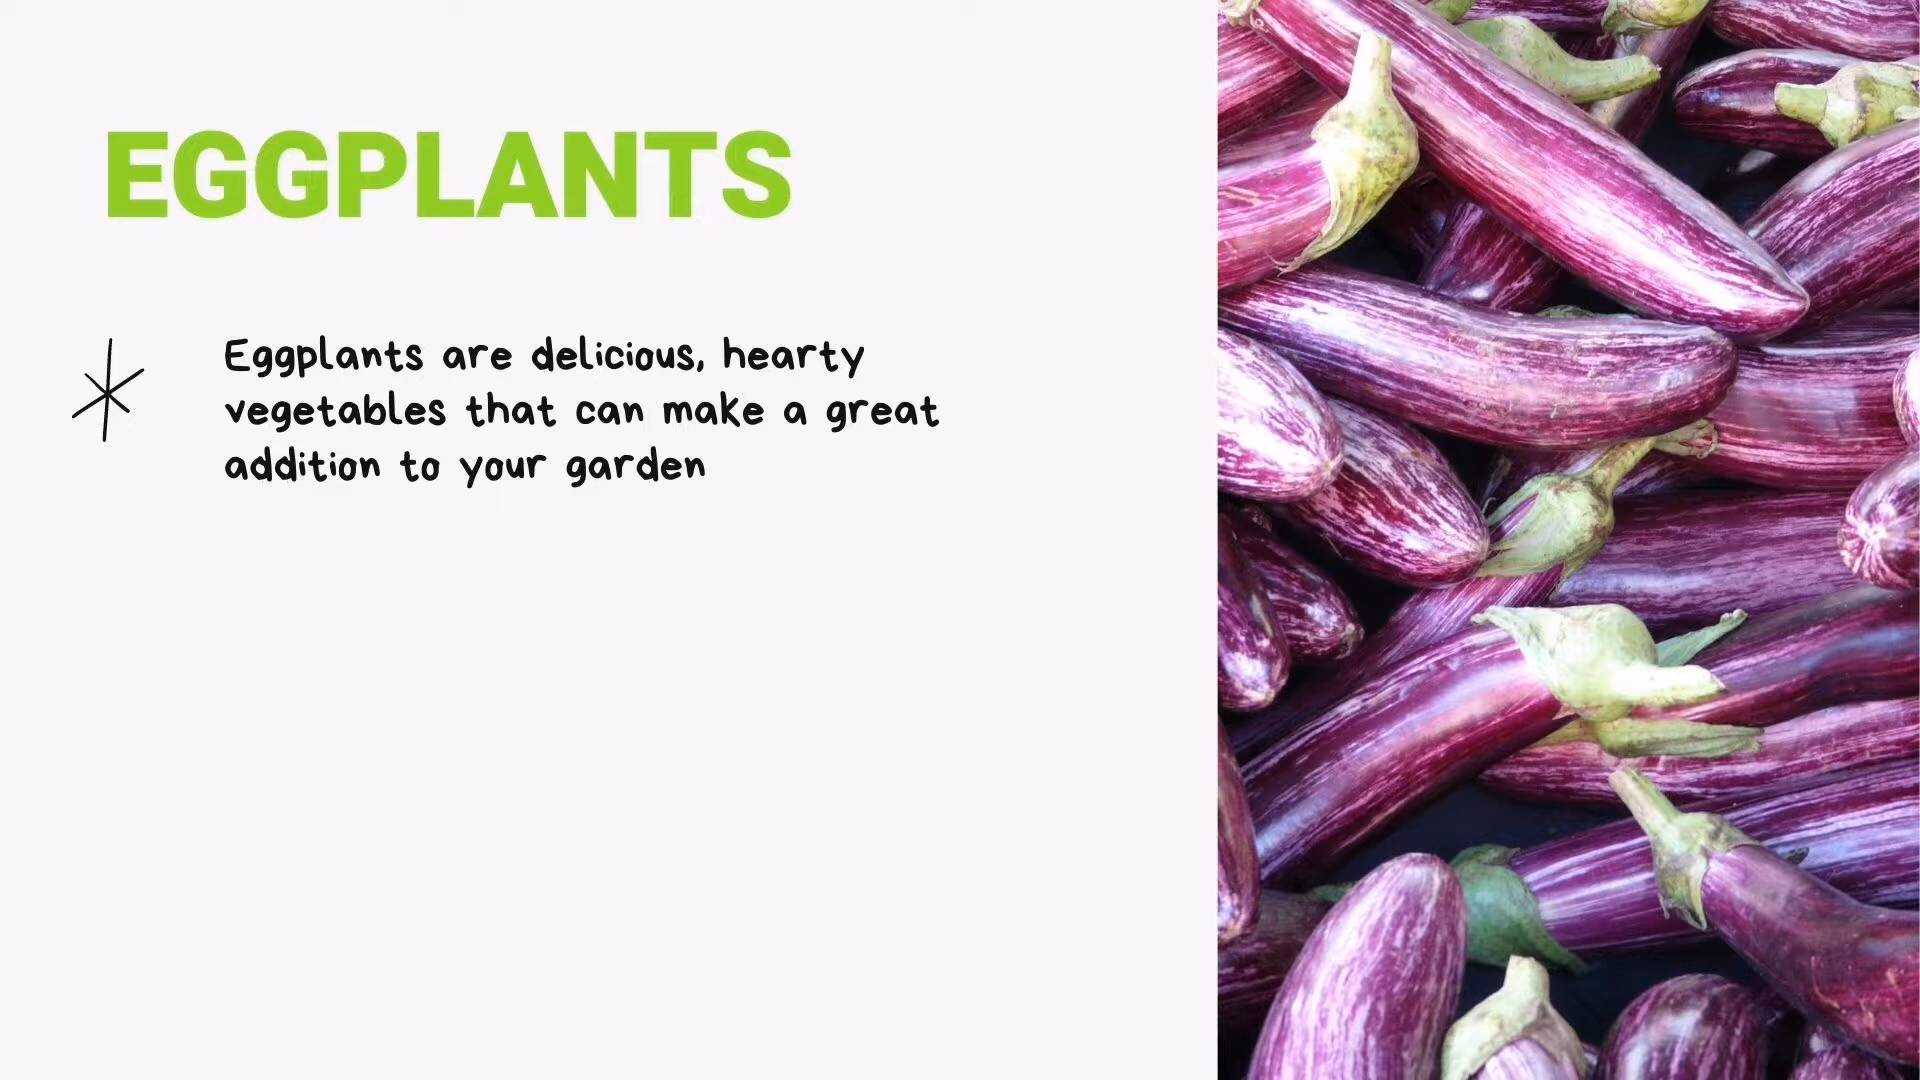 EGGPLANTS
Eggplants are delicious, hearty
vegetables that can make a great
addition to your garden